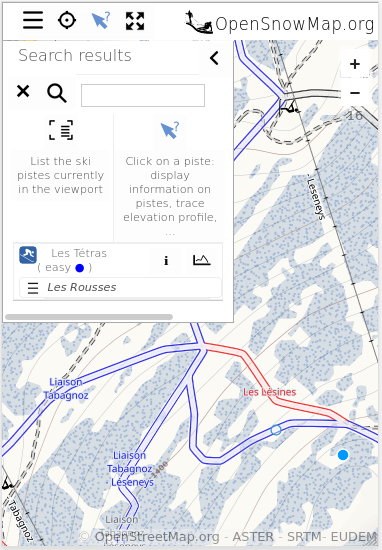 OpenSnowMap.org
Search results
List the ski
pistes currently
in the viewport
Click on a piste:
display
information on
pistes, trace
elevation profile,
...
Les Tétras
( easy )
Les Rousses
+
−
16
Leseneys
Les Lésines
Liaison
Tabagnoz
Liaison
Tabagnoz
Leseneys
Liaison
Tabagnoz
© OpenStreetMap.org - ASTER - SRTM- EUDEM